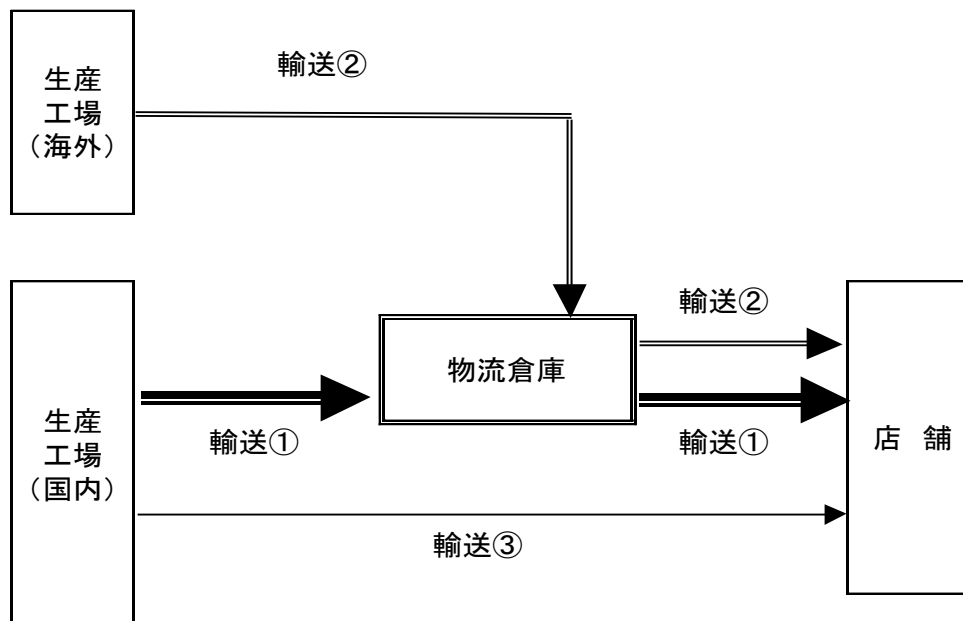 輸送②
生産
工場
（海外）
輸送②
物流倉庫
生産
工場
（国内）
輸送①
輸送①
店 舗
輸送③